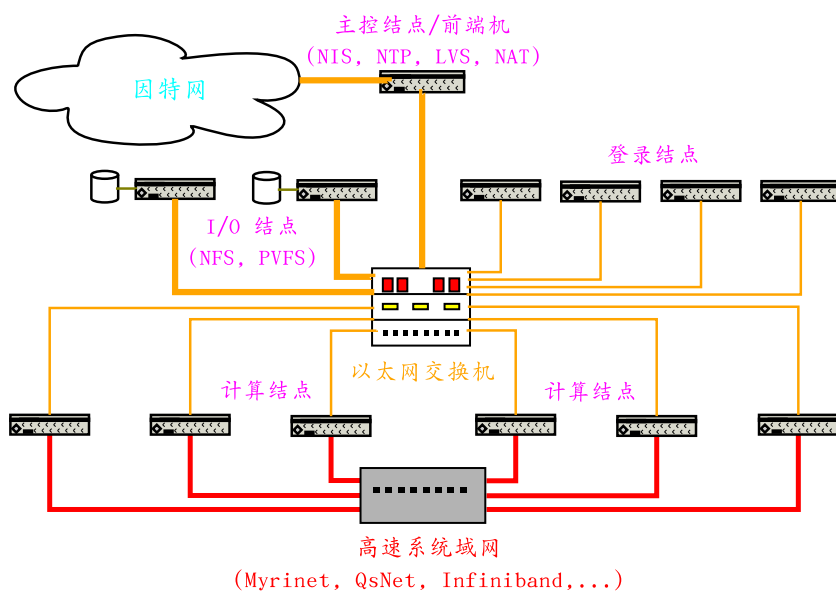 主控结点/前端机
(NIS, NTP, LVS, NAT)
因特网
登录结点
I/O 结点
(NFS, PVFS)
以太网交换机
计算结点
计算结点
高速系统域网
(Myrinet, QsNet, Infiniband,...)